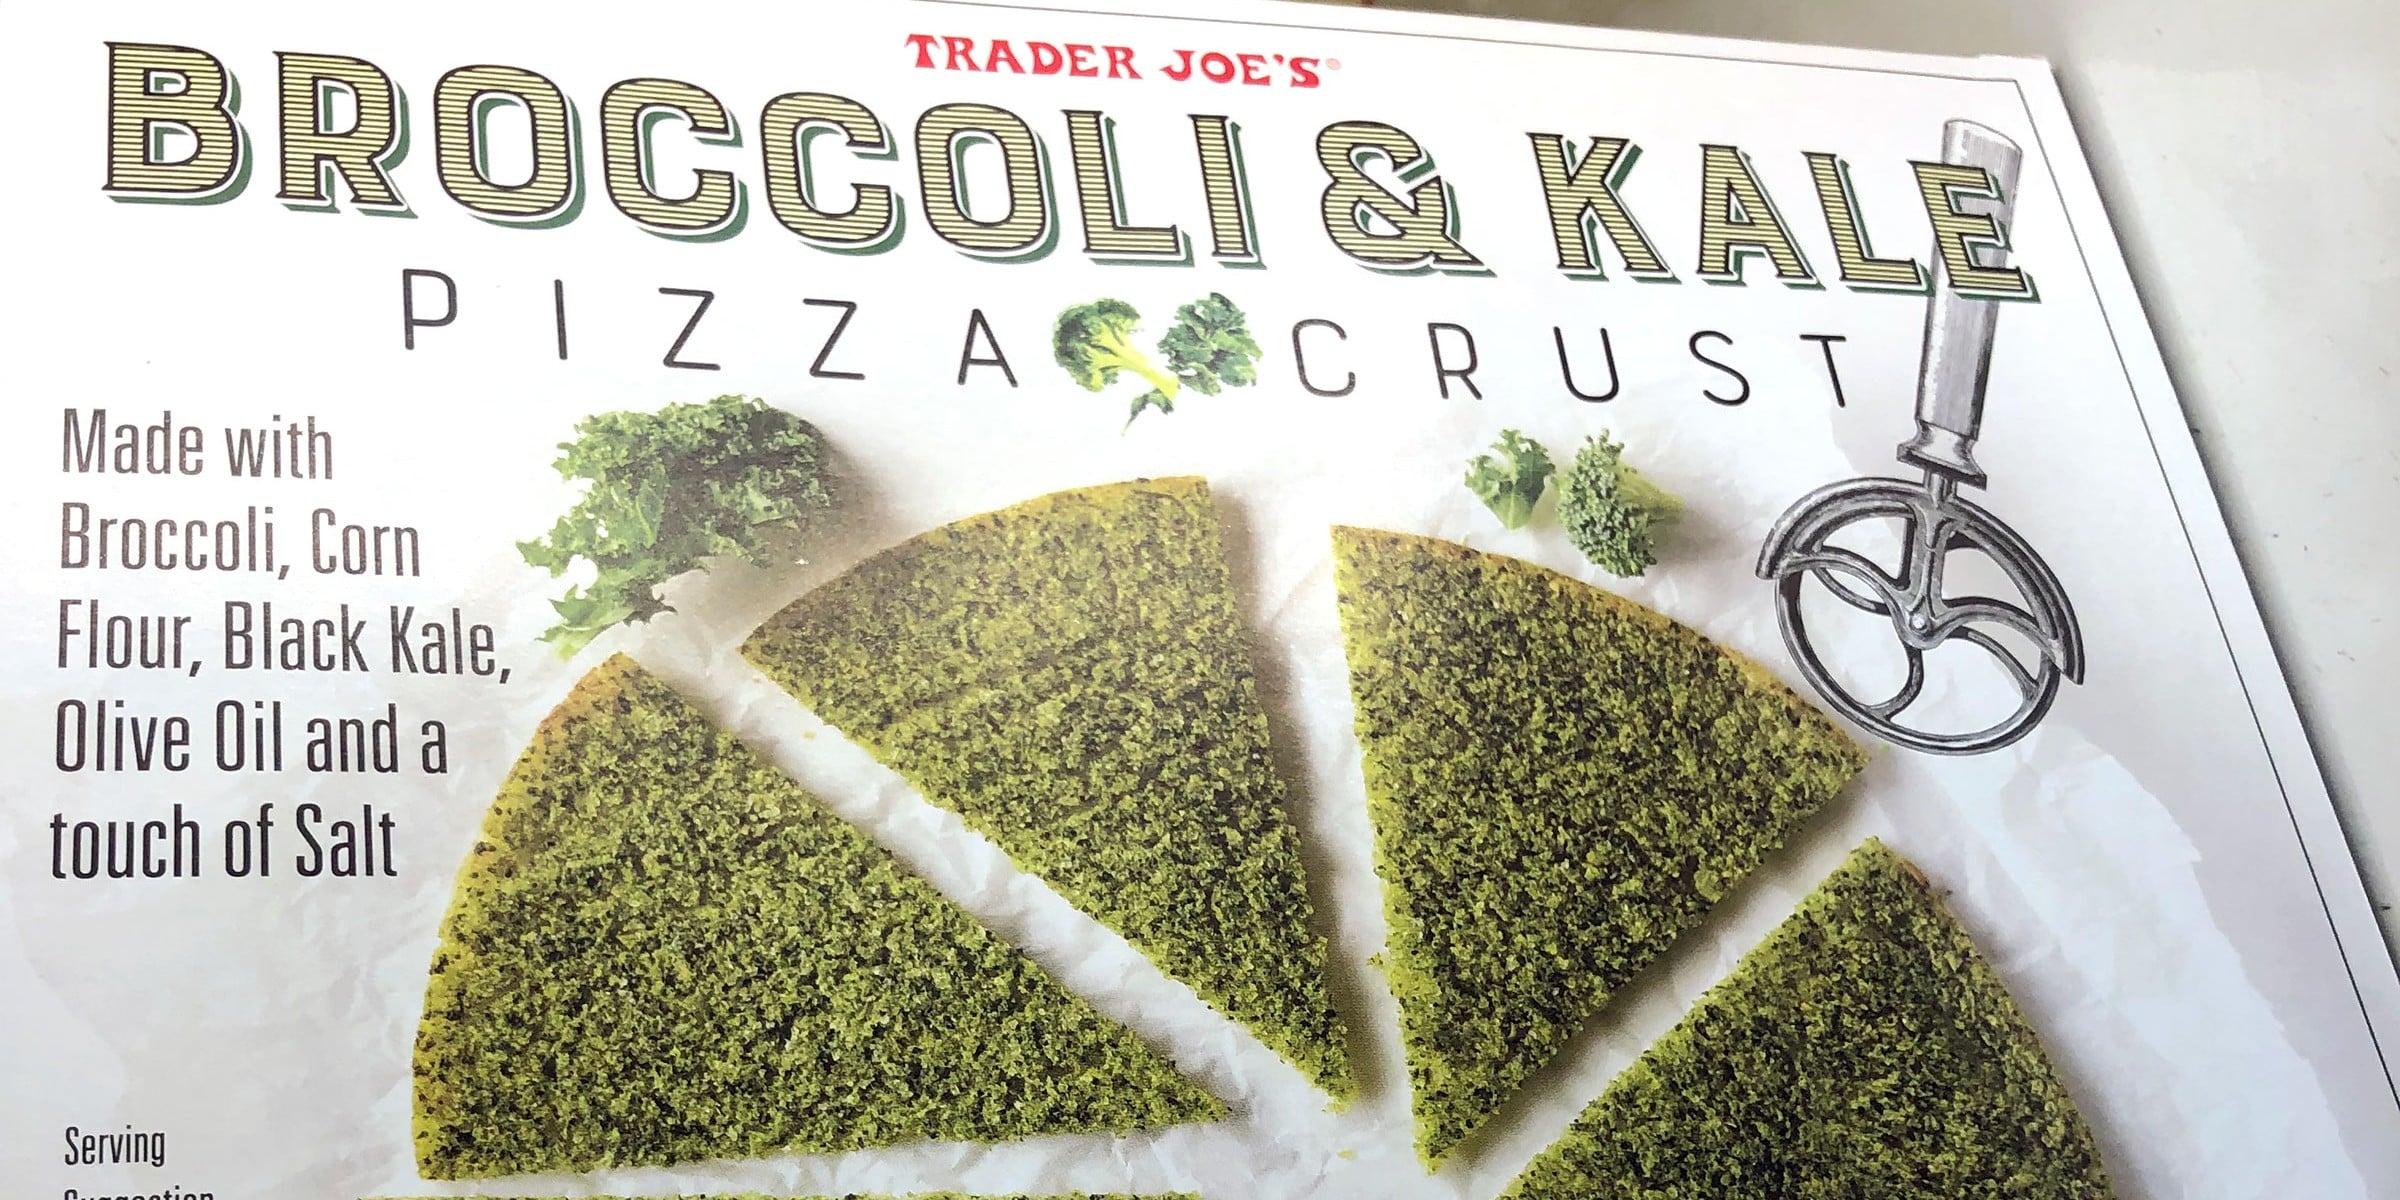 TRADER JOE'S®
BROCCOLI & KALE
PIZZA CRUST
Made with
Broccoli, Corn
Flour, Black Kale,
Olive Oil and a
touch of Salt
Serving
Suggestion